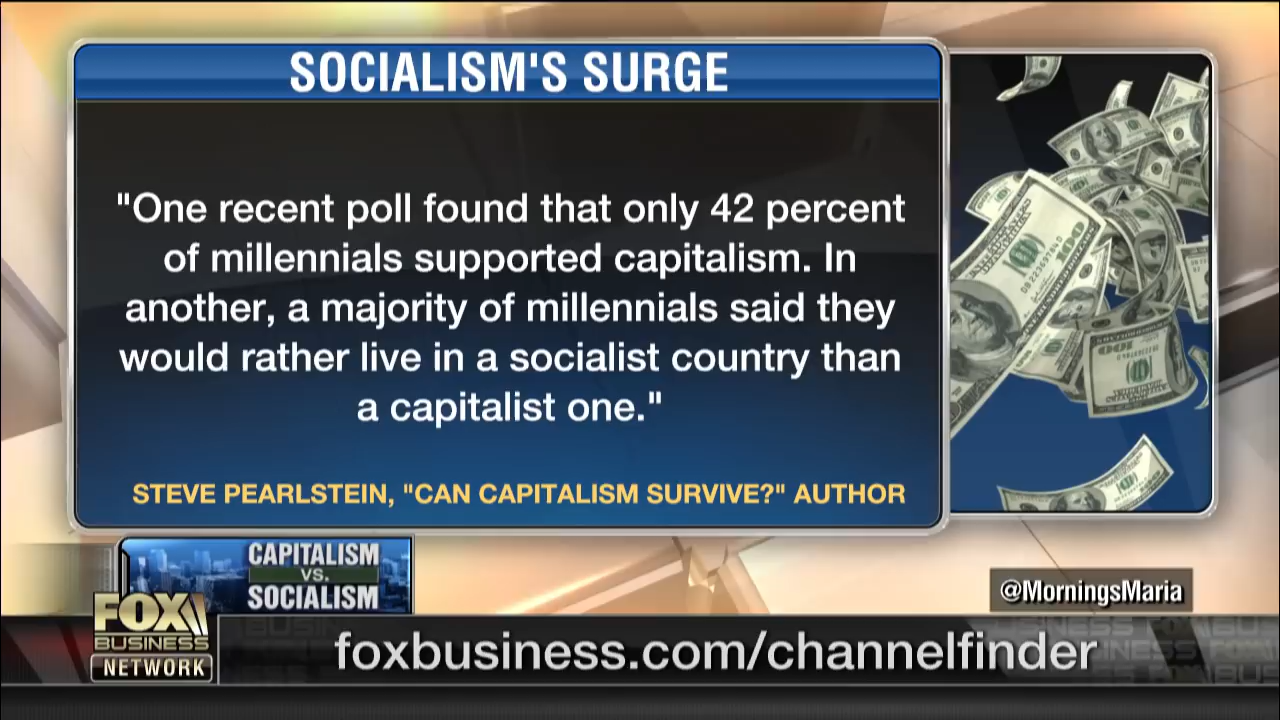 SOCIALISM'S SURGE
"One recent poll found that only 42 percent
of millennials supported capitalism. In
another, a majority of millennials said they
would rather live in a socialist country than
a capitalist one."
STEVE PEARLSTEIN, "CAN CAPITALISM SURVIVE?" AUTHOR
CAPITALISM
VS.
SOCIALISM
@MorningsMaria
FOX
BUSINESS
NETWORK
foxbusiness.com/channelfinder